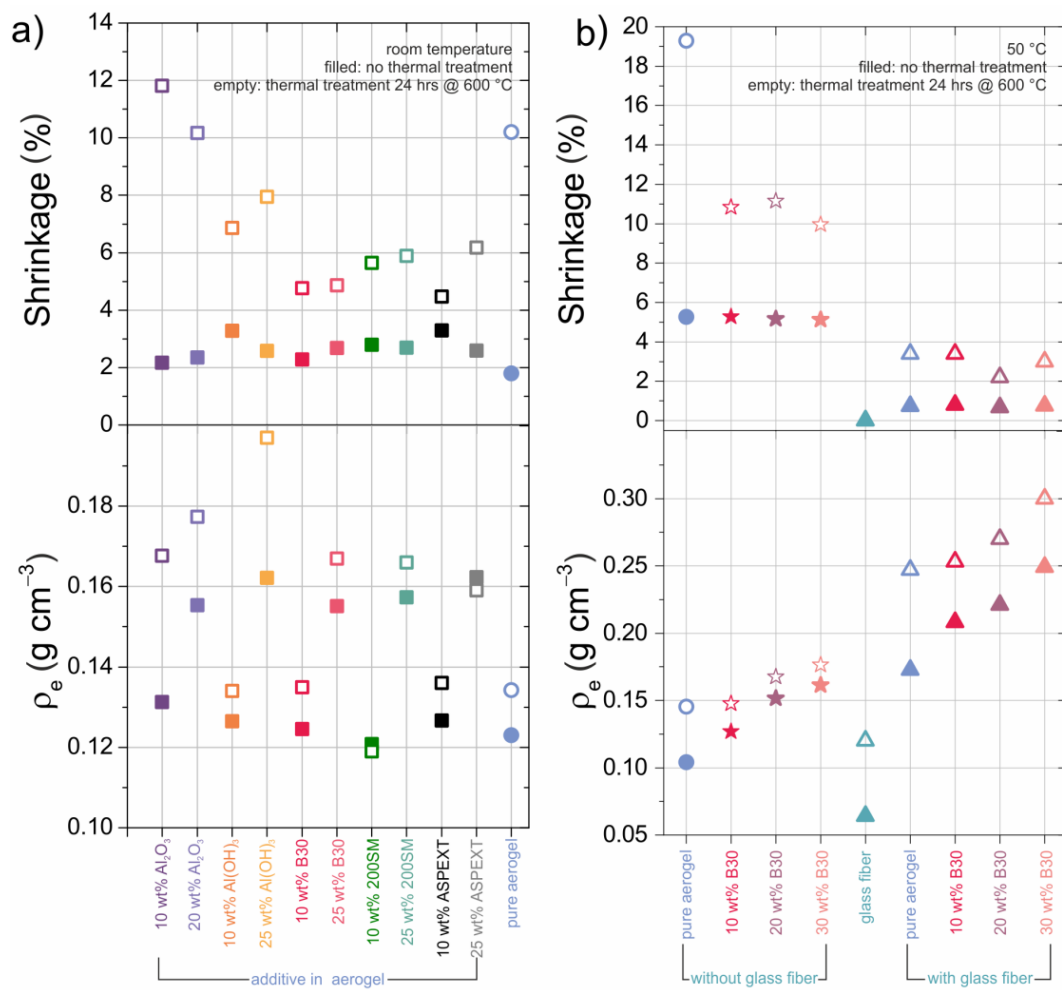 a)
room temperature
filled: no thermal treatment
empty: thermal treatment 24 hrs @ 600 °C
Shrinkage (%)
14
12
10
8
6
4
2
0
ρₑ (g cm⁻³)
0.18
0.16
0.14
0.12
0.10
10 wt% Al₂O₃
20 wt% Al₂O₃
10 wt% Al(OH)₃
25 wt% Al(OH)₃
10 wt% B30
25 wt% B30
10 wt% 200SM
25 wt% 200SM
10 wt% ASPEXT
25 wt% ASPEXT
pure aerogel
additive in aerogel
b)
50 °C
filled: no thermal treatment
empty: thermal treatment 24 hrs @ 600 °C
Shrinkage (%)
20
18
16
14
12
10
8
6
4
2
0
ρₑ (g cm⁻³)
0.30
0.25
0.20
0.15
0.10
0.05
pure aerogel
10 wt% B30
20 wt% B30
30 wt% B30
glass fiber
pure aerogel
10 wt% B30
20 wt% B30
30 wt% B30
without glass fiber
with glass fiber